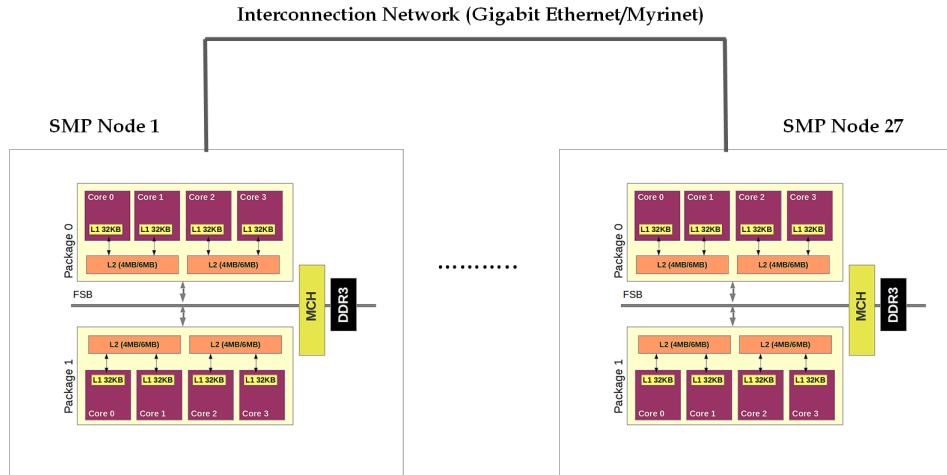 Interconnection Network (Gigabit Ethernet/Myrinet)
SMP Node 1
Package 0
Core 0 Core 1 Core 2 Core 3
L1 32KB L1 32KB L1 32KB L1 32KB
L2 (4MB/6MB) L2 (4MB/6MB)
FSB
MCH
DDR3
Package 1
L2 (4MB/6MB) L2 (4MB/6MB)
L1 32KB L1 32KB L1 32KB L1 32KB
Core 0 Core 1 Core 2 Core 3
...........
SMP Node 27
Package 0
Core 0 Core 1 Core 2 Core 3
L1 32KB L1 32KB L1 32KB L1 32KB
L2 (4MB/6MB) L2 (4MB/6MB)
FSB
MCH
DDR3
Package 1
L2 (4MB/6MB) L2 (4MB/6MB)
L1 32KB L1 32KB L1 32KB L1 32KB
Core 0 Core 1 Core 2 Core 3